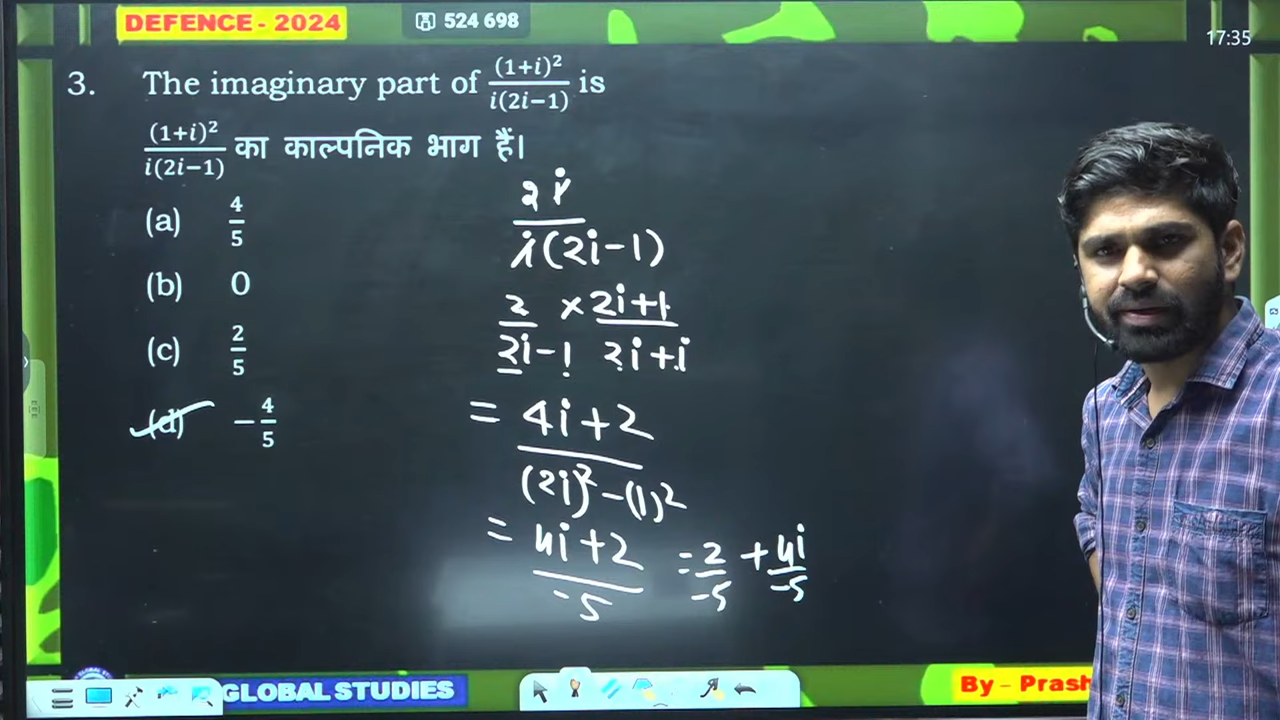 DEFENCE - 2024
524 698
17:35
3. The imaginary part of (1+i)²/i(2i−1) is
(1+i)²/i(2i−1) का काल्पनिक भाग हैं।
(a) 4/5
(b) 0
(c) 2/5
(d) −4/5
2i/i(2i−1)
2/2i−1 × 2i+1/2i+i
= 4i+2/(2i)²−(1)²
= 4i+2/−5 = 2/−5 + 4i/−5
GLOBAL STUDIES
By – Prash